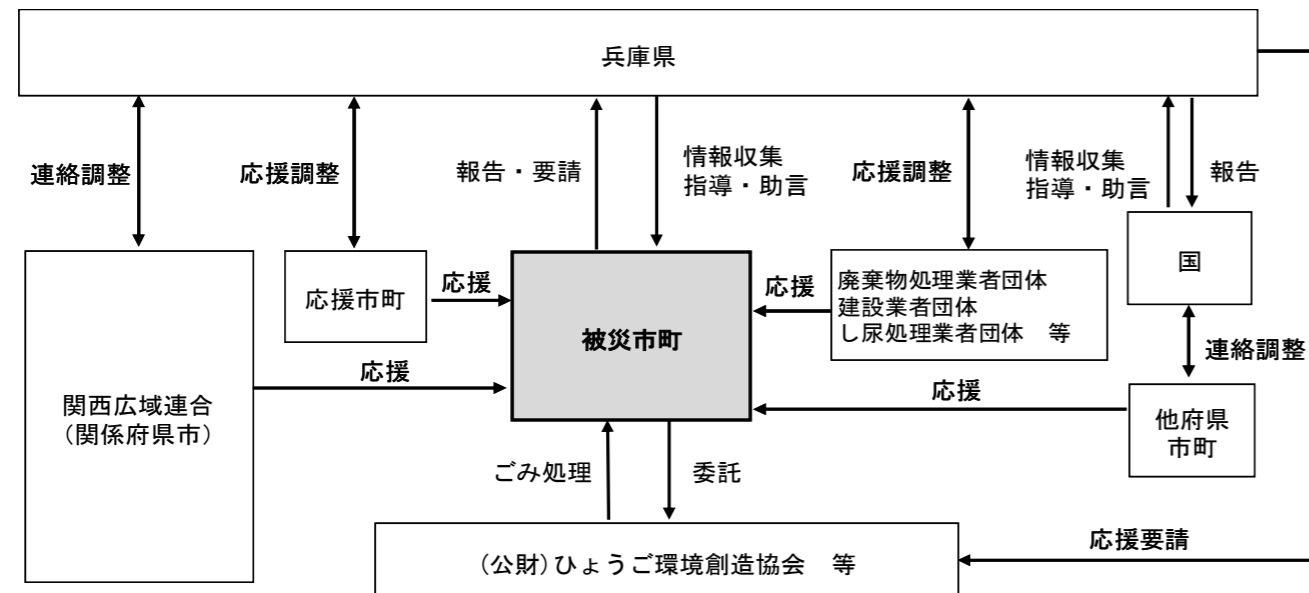 兵庫県
連絡調整
応援調整
報告・要請
情報収集
指導・助言
応援調整
情報収集
指導・助言
報告
国
応援市町
応援
被災市町
応援
廃棄物処理業者団体
建設業者団体
し尿処理業者団体　等
連絡調整
関西広域連合
(関係府県市)
応援
応援
他府県
市町
ごみ処理
委託
(公財)ひょうご環境創造協会　等
応援要請